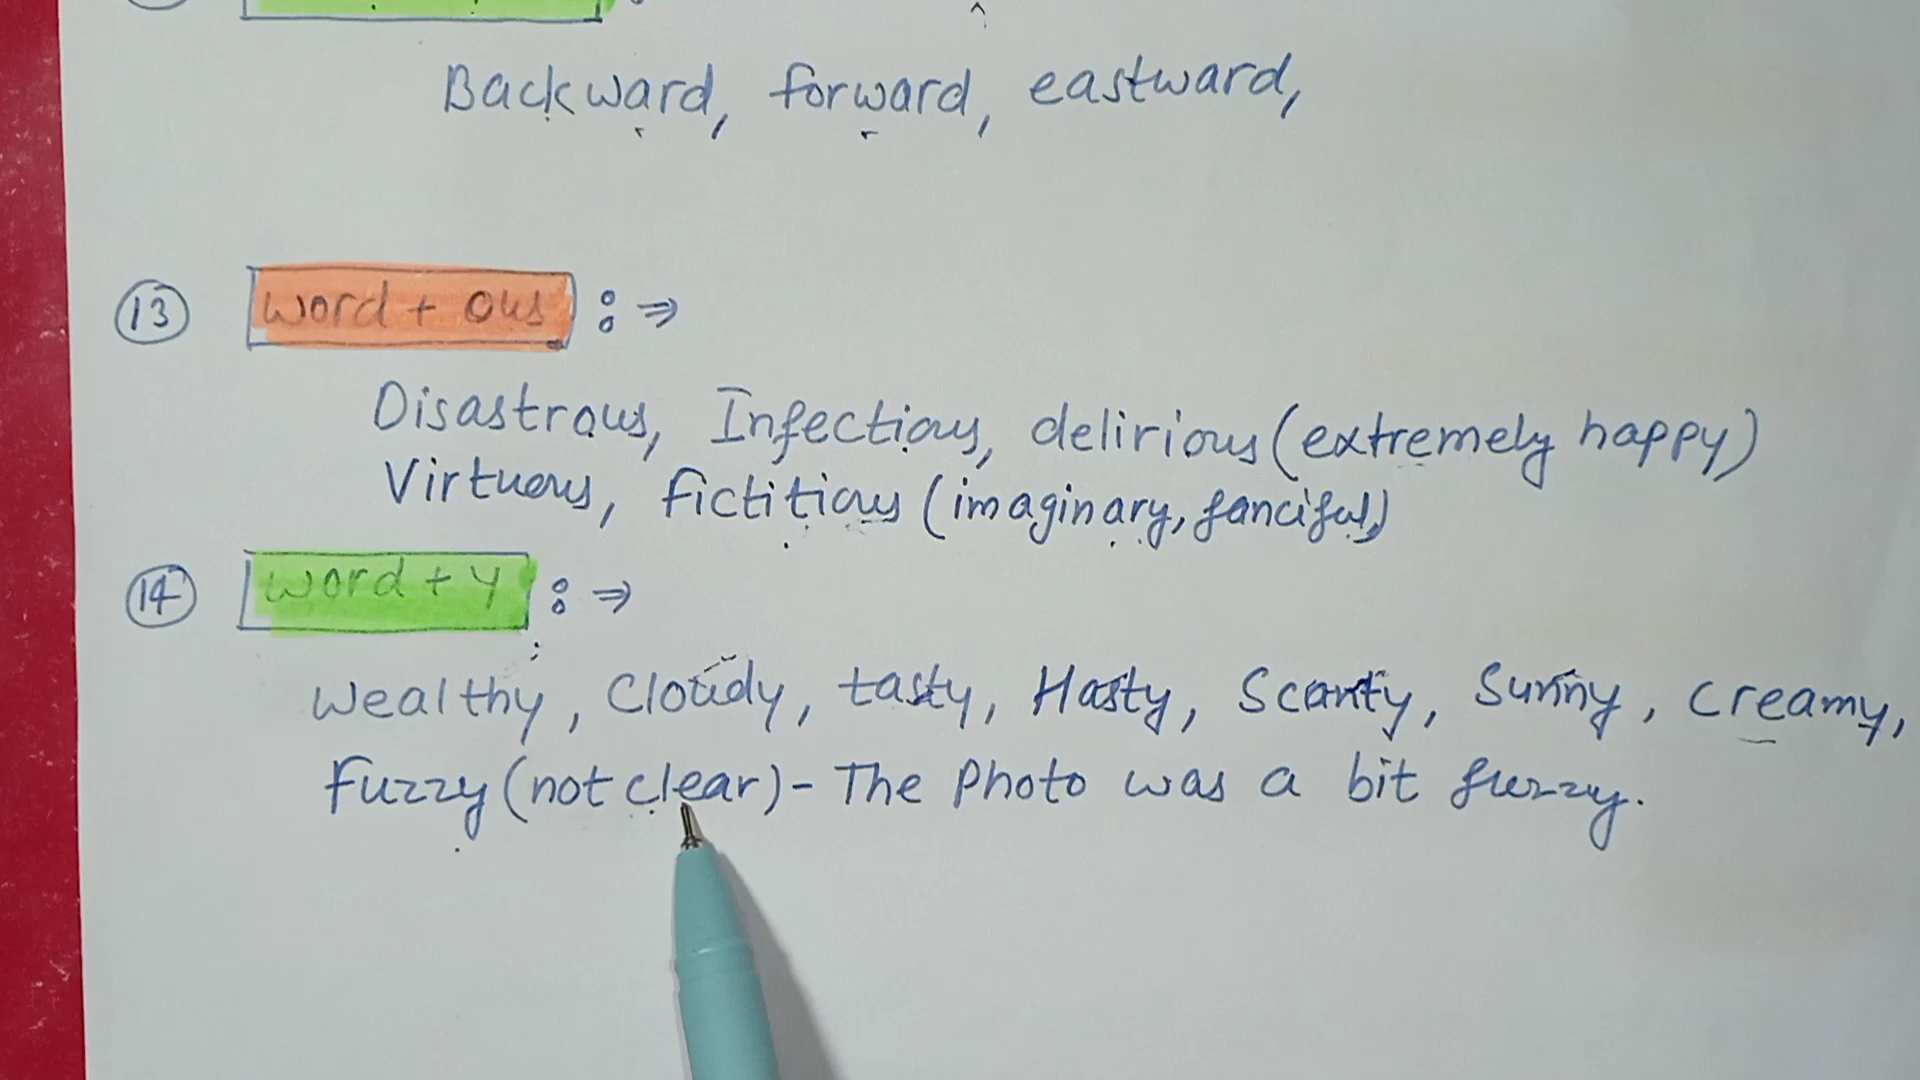 Backward, forward, eastward,
13 word + ous :⇒
Disastrous, Infectious, delirious (extremely happy)
Virtuous, fictitious (imaginary, fanciful)
14 word + y :⇒
Wealthy, Cloudy, tasty, Hasty, Scanty, Sunny, Creamy,
Fuzzy (not clear) - The Photo was a bit fuzzy.